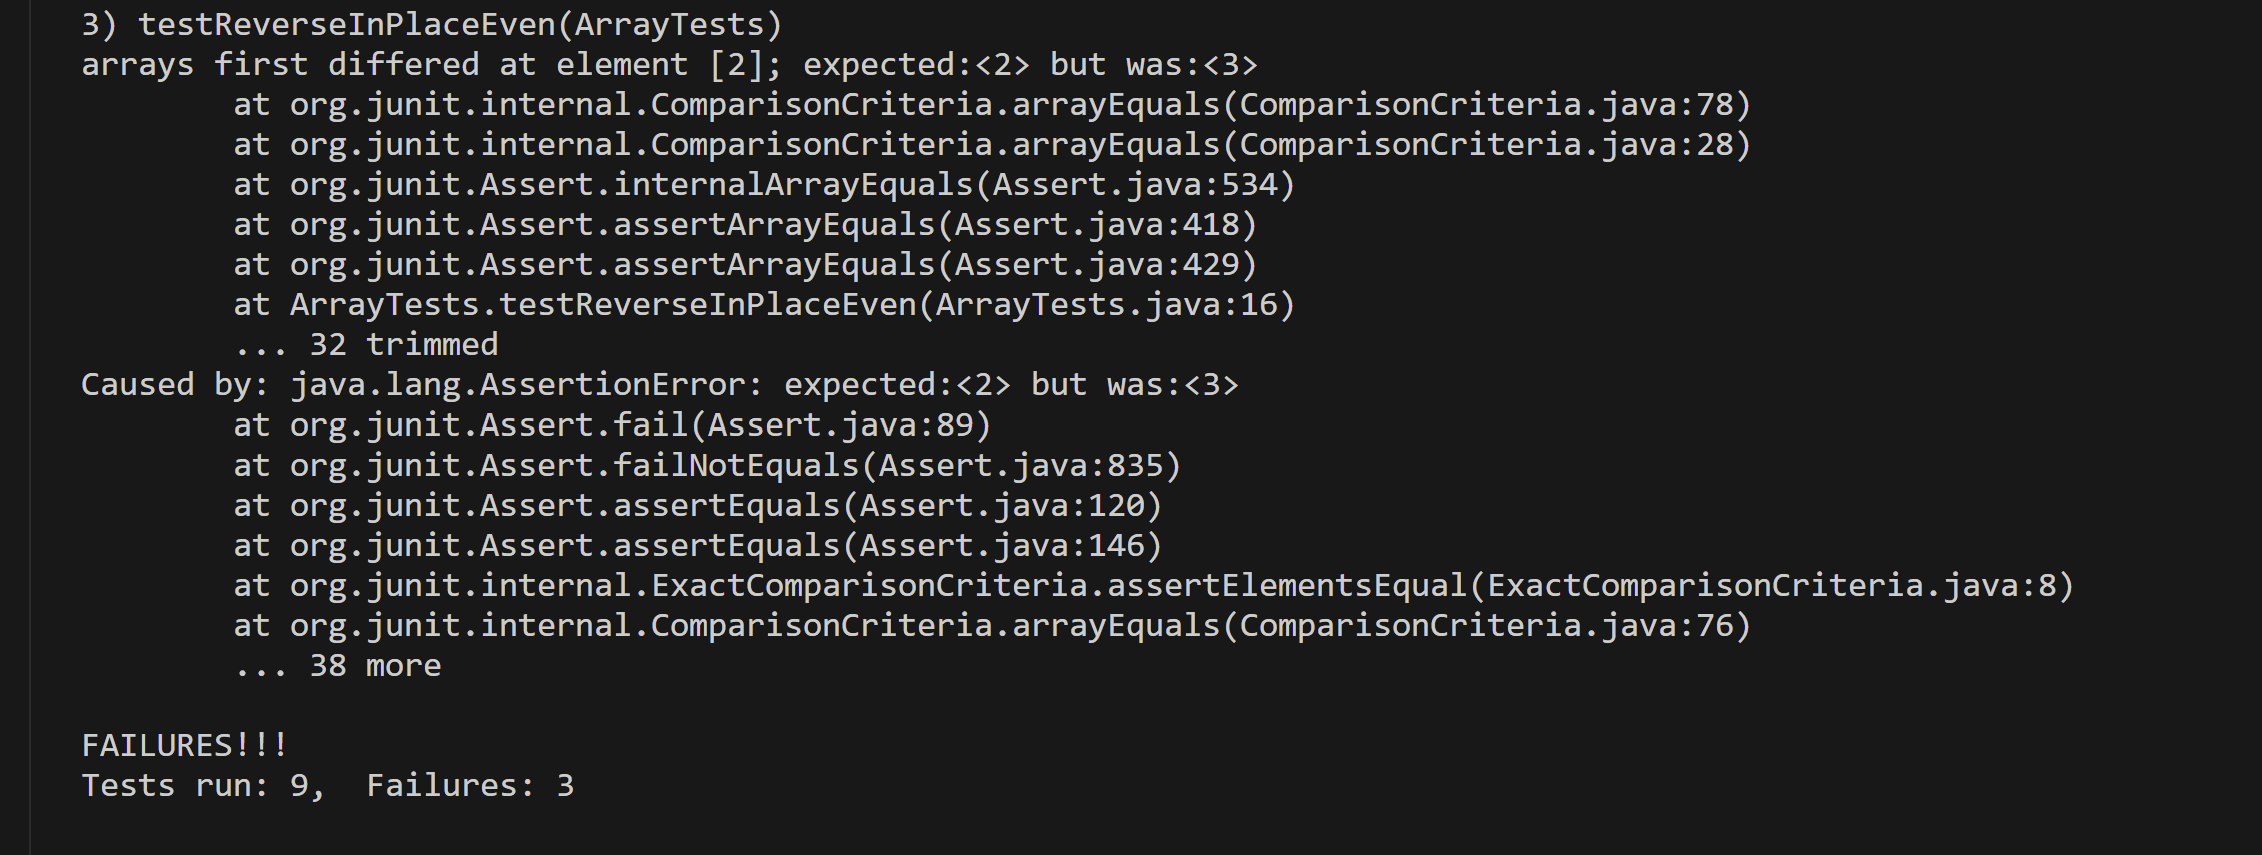 3) testReverseInPlaceEven(ArrayTests)
arrays first differed at element [2]; expected:<2> but was:<3>
        at org.junit.internal.ComparisonCriteria.arrayEquals(ComparisonCriteria.java:78)
        at org.junit.internal.ComparisonCriteria.arrayEquals(ComparisonCriteria.java:28)
        at org.junit.Assert.internalArrayEquals(Assert.java:534)
        at org.junit.Assert.assertArrayEquals(Assert.java:418)
        at org.junit.Assert.assertArrayEquals(Assert.java:429)
        at ArrayTests.testReverseInPlaceEven(ArrayTests.java:16)
        ... 32 trimmed
Caused by: java.lang.AssertionError: expected:<2> but was:<3>
        at org.junit.Assert.fail(Assert.java:89)
        at org.junit.Assert.failNotEquals(Assert.java:835)
        at org.junit.Assert.assertEquals(Assert.java:120)
        at org.junit.Assert.assertEquals(Assert.java:146)
        at org.junit.internal.ExactComparisonCriteria.assertElementsEqual(ExactComparisonCriteria.java:8)
        at org.junit.internal.ComparisonCriteria.arrayEquals(ComparisonCriteria.java:76)
        ... 38 more

FAILURES!!!
Tests run: 9,  Failures: 3